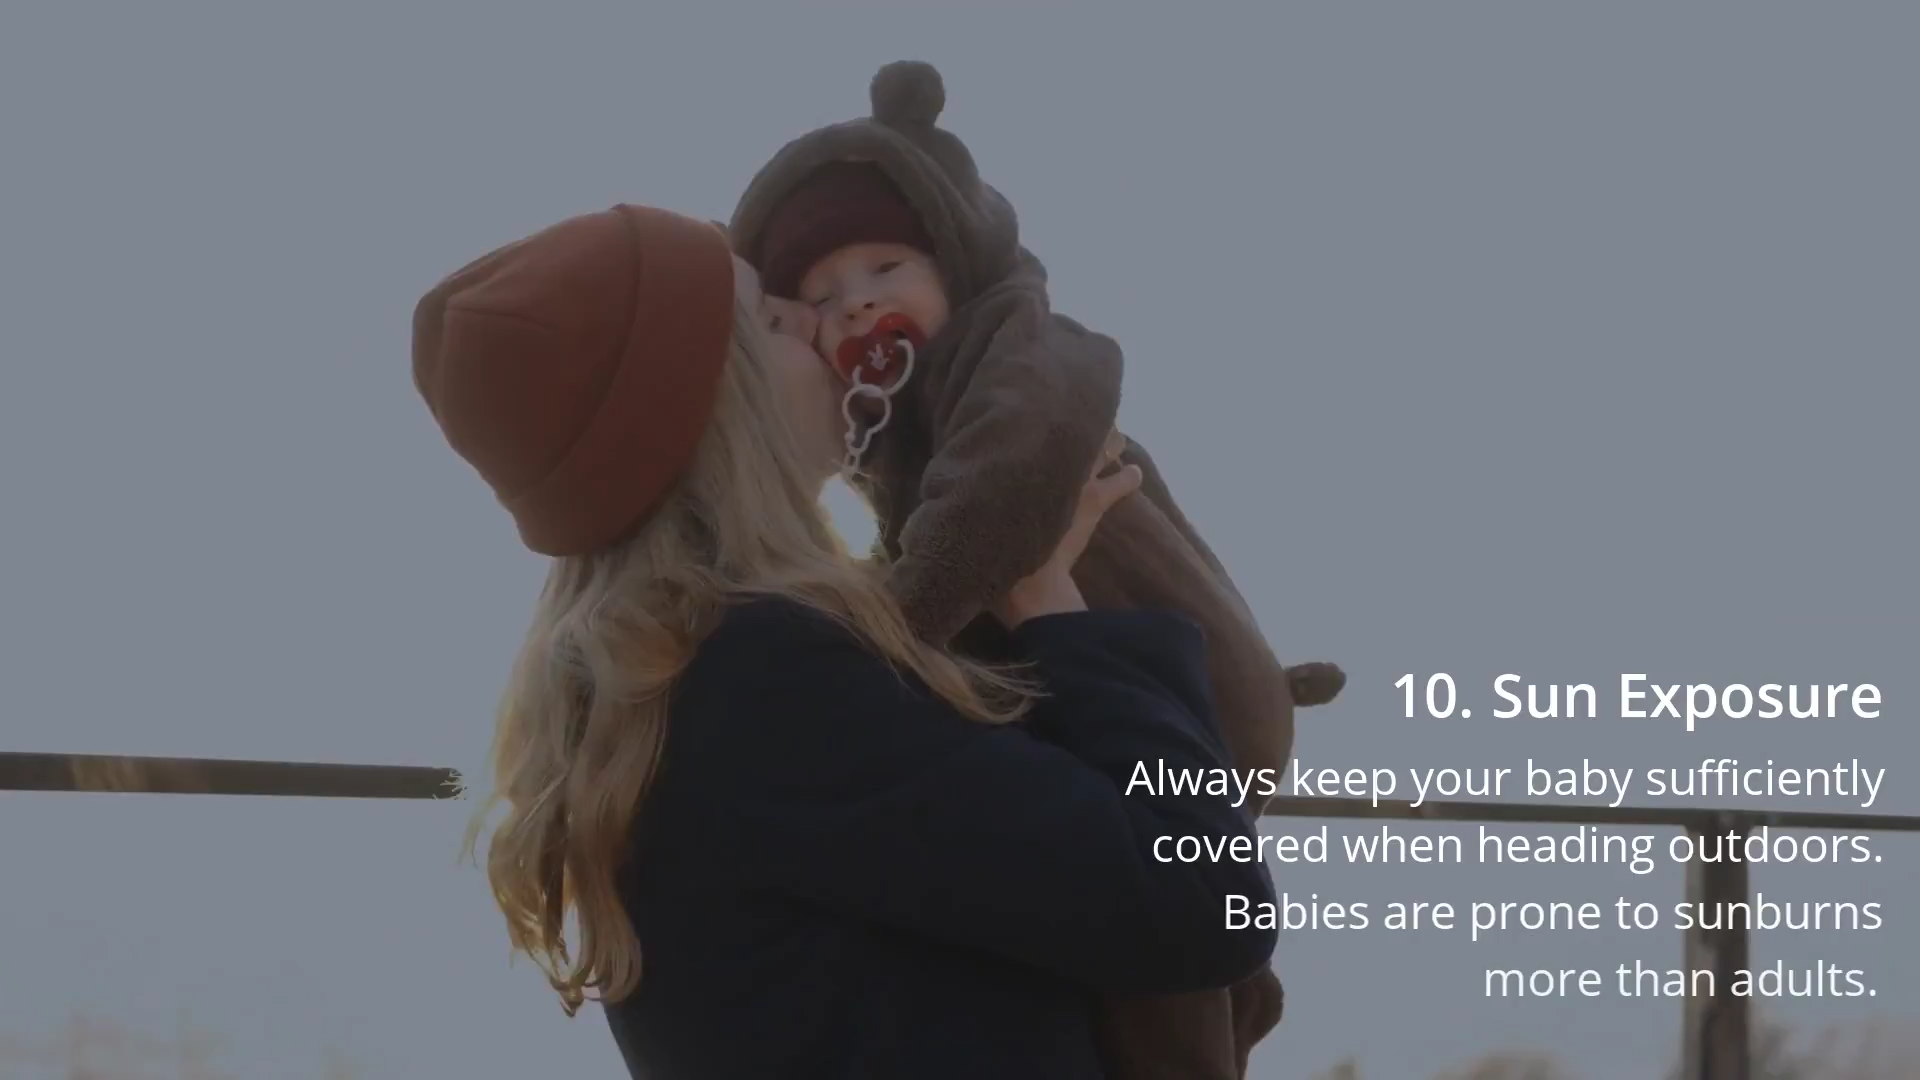 10. Sun Exposure
Always keep your baby sufficiently
covered when heading outdoors.
Babies are prone to sunburns
more than adults.